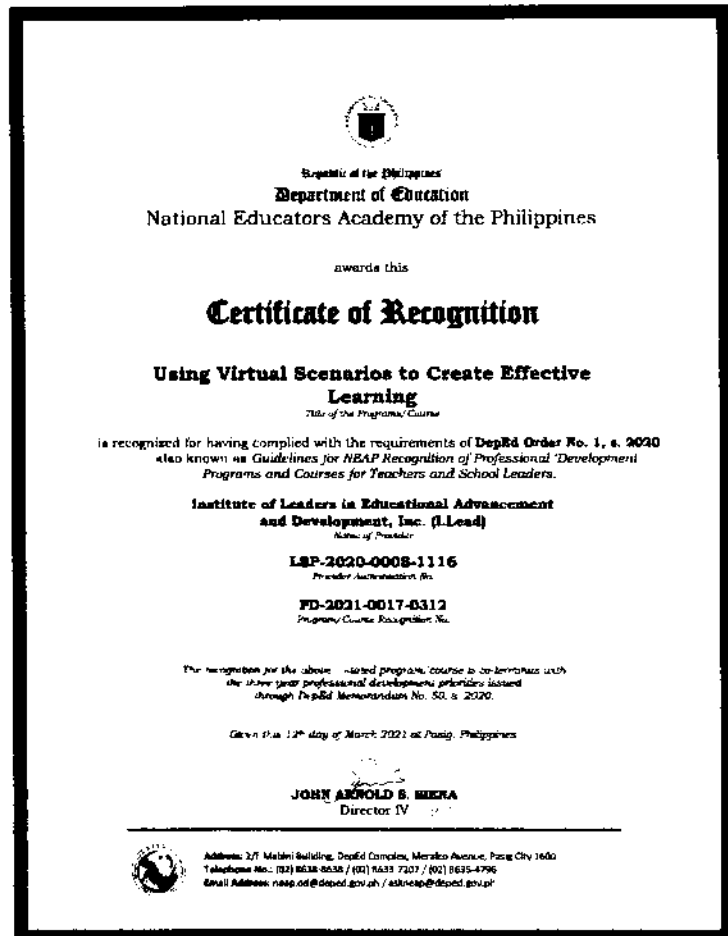 Republic of the Philippines
Department of Education
National Educators Academy of the Philippines
awards this
Certificate of Recognition
Using Virtual Scenarios to Create Effective
Learning
Title of the Program/Course
is recognized for having complied with the requirements of DepEd Order No. 1, s. 2020
also known as Guidelines for NEAP Recognition of Professional Development
Programs and Courses for Teachers and School Leaders.
Institute of Leaders in Educational Advancement
and Development, Inc. (I.Lead)
Name of Provider
LSP-2020-0008-1116
Provider Authorization No.
PD-2021-0017-0312
Program/Course Recognition No.
The recognition for the above stated program/course is co-terminus with
the three year professional development priorities issued
through DepEd Memorandum No. 50, s. 2020.
Given this 12th day of March 2021 at Pasig, Philippines
JOHN ARNOLD S. SIENA
Director IV
Address: 2/F Mabini Building, DepEd Complex, Meralco Avenue, Pasig City 1600
Telephone No.: (02) 8638-8638 / (02) 8633 7207 / (02) 8635-4796
Email Address: neap.od@deped.gov.ph / askneap@deped.gov.ph